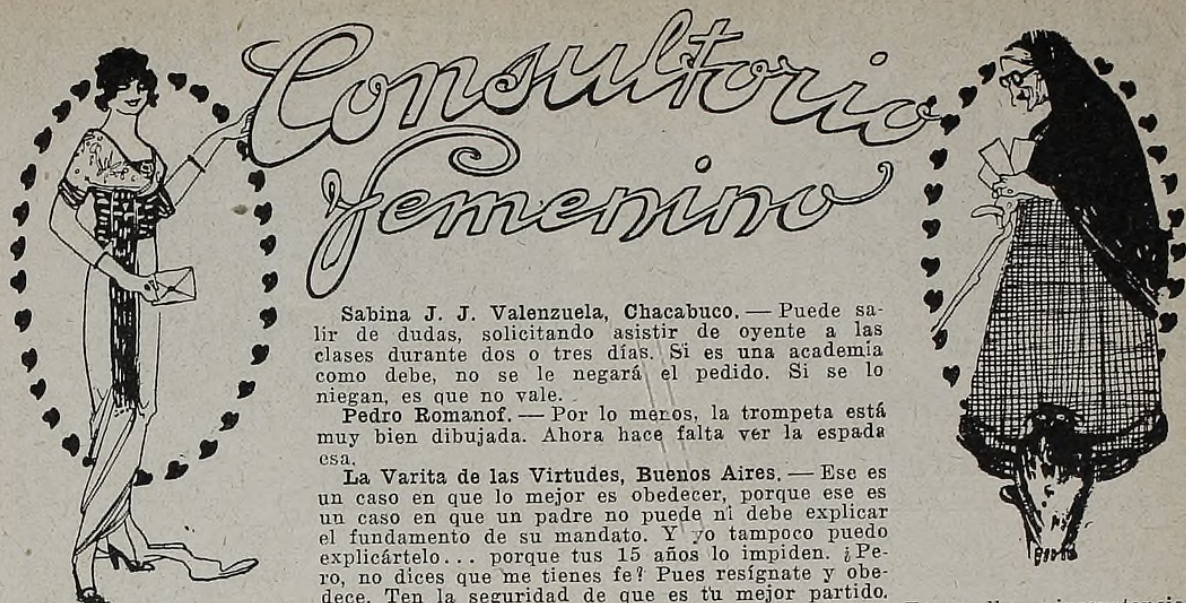 Consultorio
Femenino
Sabina J. J. Valenzuela, Chacabuco. — Puede sa-
lir de dudas, solicitando asistir de oyente a las
clases durante dos o tres días. Si es una academia
como debe, no se le negará el pedido. Si se lo
niegan, es que no vale.
Pedro Romanof. — Por lo menos, la trompeta está
muy bien dibujada. Ahora hace falta ver la espada
esa.
La Varita de las Virtudes, Buenos Aires. — Ese es
un caso en que lo mejor es obedecer, porque ese es
un caso en que un padre no puede ni debe explicar
el fundamento de su mandato. Y yo tampoco puedo
explicártelo... porque tus 15 años lo impiden. ¿Pe-
ro, no dices que me tienes fe? Pues resígnate y obe-
dece. Ten la seguridad de que es tu mejor partido.